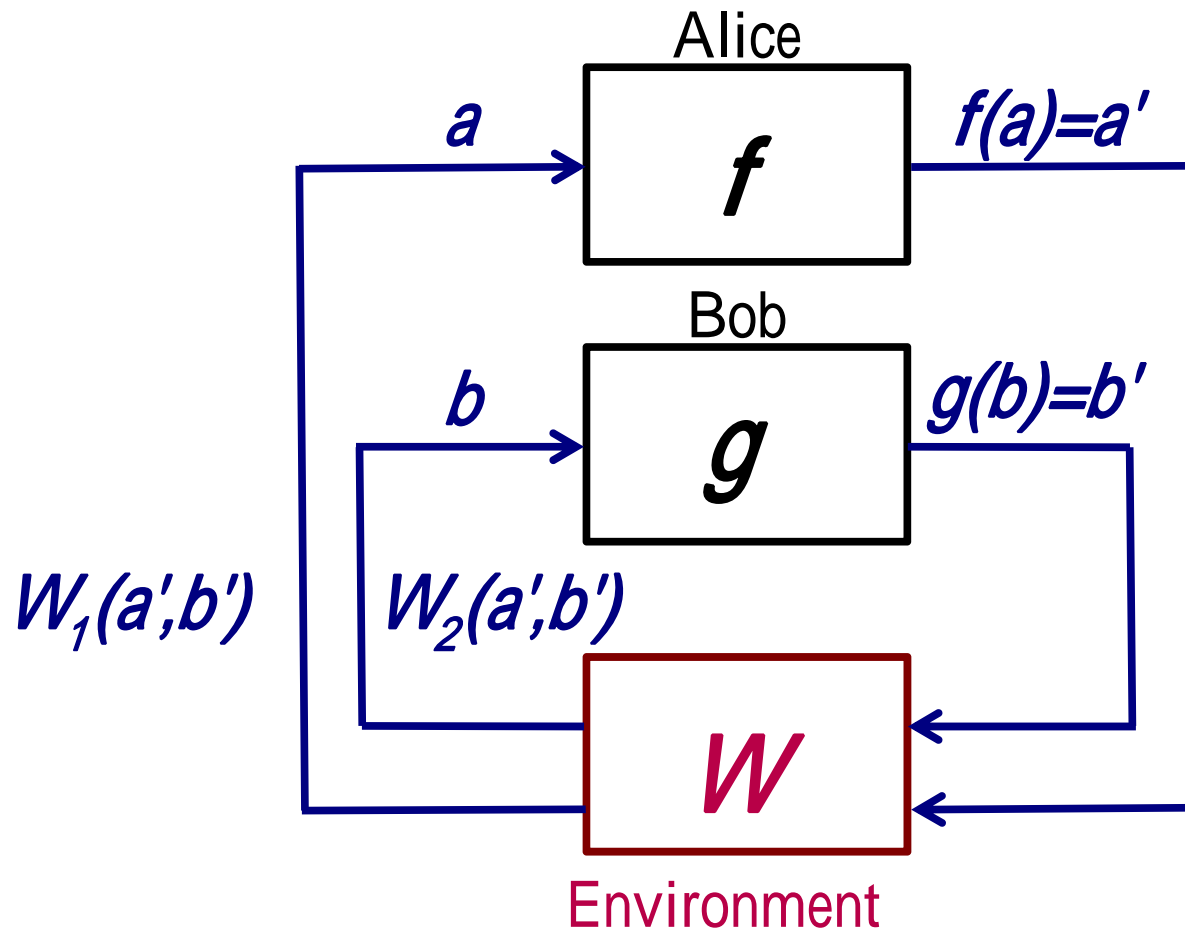 Alice
a
f(a)=a'
f
Bob
b
g(b)=b'
g
W₁(a',b')
W₂(a',b')
W
Environment